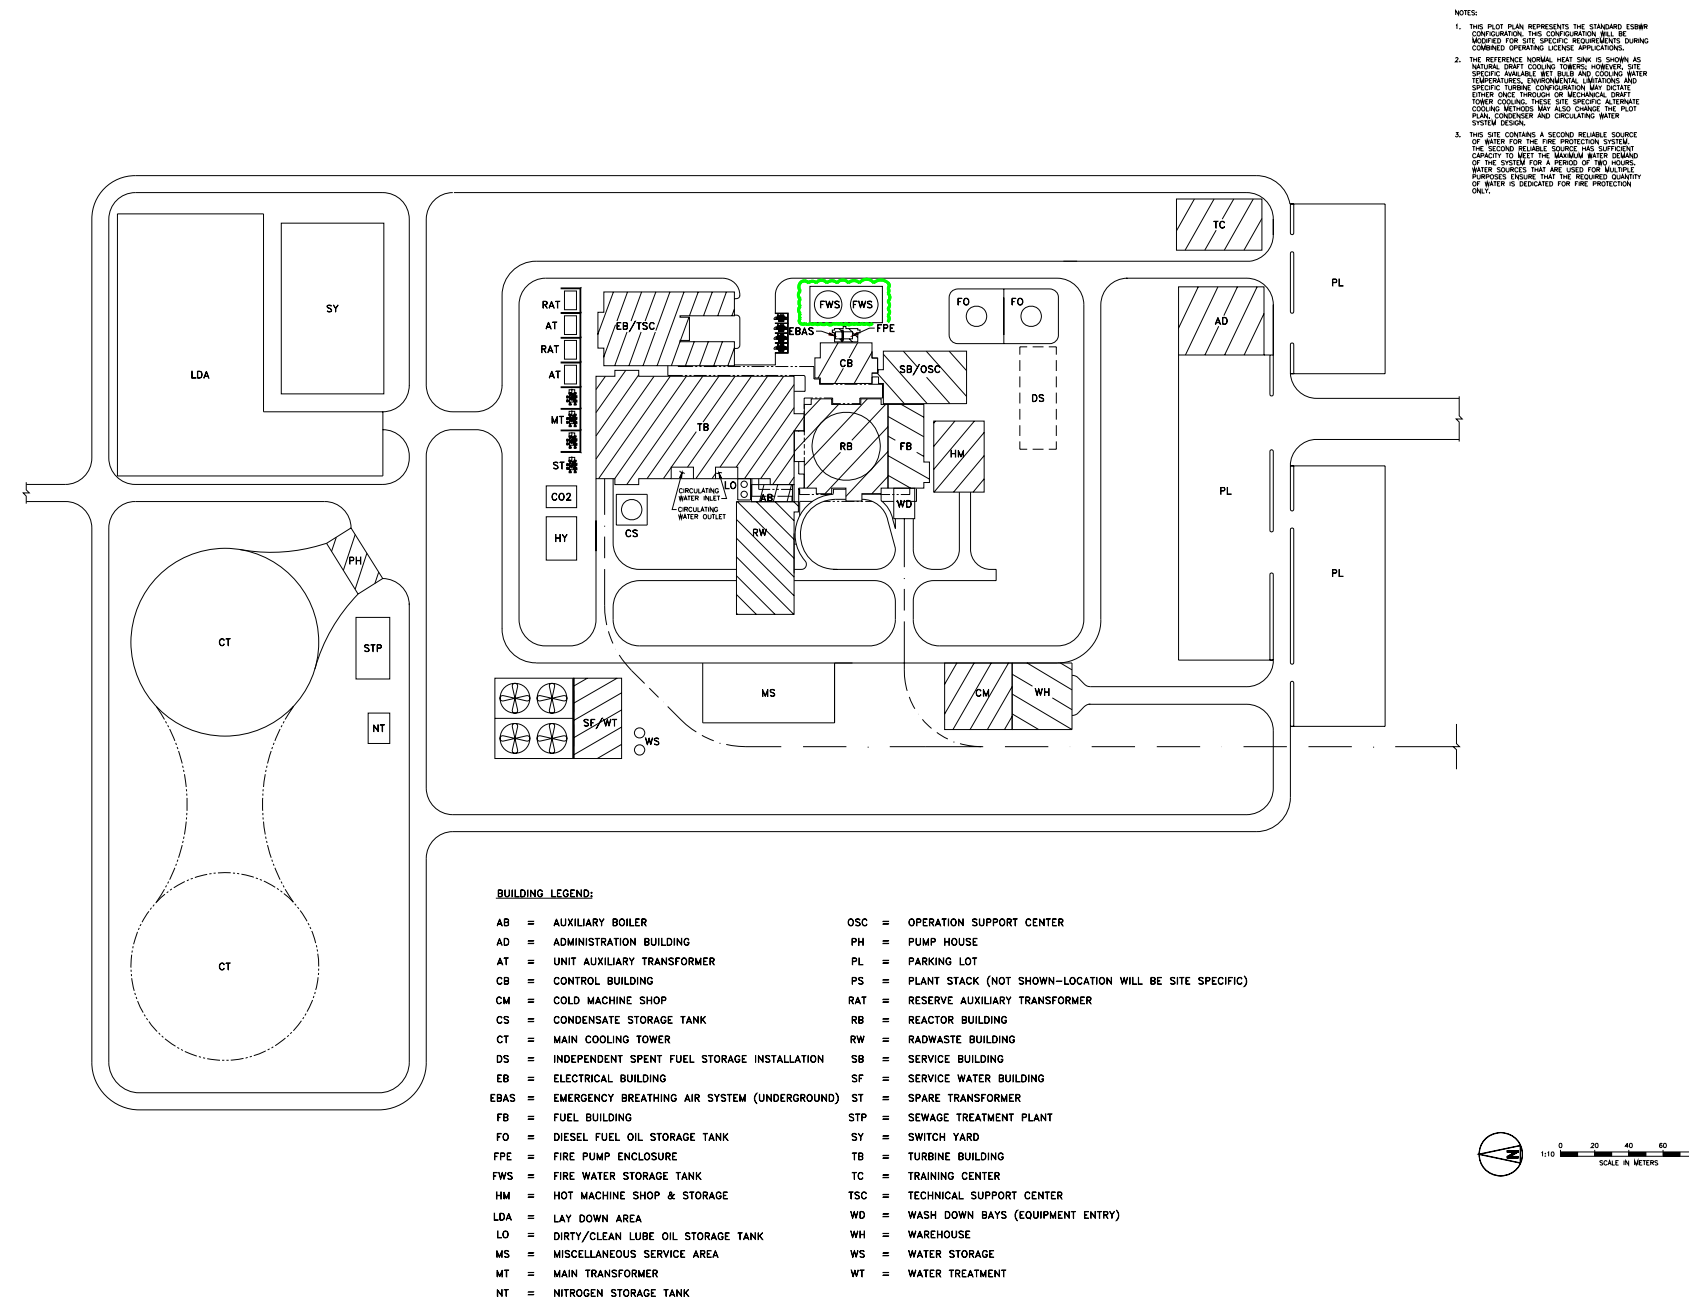 NOTES:
1. THIS PLOT PLAN REPRESENTS THE STANDARD ESBWR
CONFIGURATION. THIS CONFIGURATION WILL BE
MODIFIED FOR SITE SPECIFIC REQUIREMENTS DURING
COMBINED OPERATING LICENSE APPLICATIONS.
2. THE REFERENCE NORMAL HEAT SINK IS SHOWN AS
NATURAL DRAFT COOLING TOWERS; HOWEVER, SITE
SPECIFIC AVAILABLE WET BULB AND COOLING WATER
TEMPERATURES, ENVIRONMENTAL LIMITATIONS AND
SPECIFIC TURBINE CONFIGURATION MAY DICTATE
EITHER ONCE THROUGH OR MECHANICAL DRAFT
TOWER COOLING. THESE SITE SPECIFIC ALTERNATE
COOLING METHODS MAY ALSO CHANGE THE PLOT
PLAN, CONDENSER AND CIRCULATING WATER
SYSTEM DESIGN.
3. THIS SITE CONTAINS A SECOND RELIABLE SOURCE
OF WATER FOR THE FIRE PROTECTION SYSTEM.
THE SECOND RELIABLE SOURCE HAS SUFFICIENT
CAPACITY TO MEET THE MAXIMUM WATER DEMAND
OF THE SYSTEM FOR A PERIOD OF TWO HOURS.
WATER SOURCES THAT ARE USED FOR MULTIPLE
PURPOSES ENSURE THAT THE REQUIRED QUANTITY
OF WATER IS DEDICATED FOR FIRE PROTECTION
ONLY.
TC
PL
SY
LDA
RAT
AT
RAT
AT
MT
ST
EB/TSC
FWS FWS
EBAS
FPE
FO FO
AD
CB
SB/OSC
DS
TB
RB
FB
HM
PL
CO2
HY
CS
CIRCULATING
WATER INLET
CIRCULATING
WATER OUTLET
LO
AB
WD
RW
PH
PL
CT
STP
NT
MS
CM
WH
SF/WT
WS
CT
BUILDING LEGEND:
AB = AUXILIARY BOILER
AD = ADMINISTRATION BUILDING
AT = UNIT AUXILIARY TRANSFORMER
CB = CONTROL BUILDING
CM = COLD MACHINE SHOP
CS = CONDENSATE STORAGE TANK
CT = MAIN COOLING TOWER
DS = INDEPENDENT SPENT FUEL STORAGE INSTALLATION
EB = ELECTRICAL BUILDING
EBAS = EMERGENCY BREATHING AIR SYSTEM (UNDERGROUND)
FB = FUEL BUILDING
FO = DIESEL FUEL OIL STORAGE TANK
FPE = FIRE PUMP ENCLOSURE
FWS = FIRE WATER STORAGE TANK
HM = HOT MACHINE SHOP & STORAGE
LDA = LAY DOWN AREA
LO = DIRTY/CLEAN LUBE OIL STORAGE TANK
MS = MISCELLANEOUS SERVICE AREA
MT = MAIN TRANSFORMER
NT = NITROGEN STORAGE TANK
OSC = OPERATION SUPPORT CENTER
PH = PUMP HOUSE
PL = PARKING LOT
PS = PLANT STACK (NOT SHOWN-LOCATION WILL BE SITE SPECIFIC)
RAT = RESERVE AUXILIARY TRANSFORMER
RB = REACTOR BUILDING
RW = RADWASTE BUILDING
SB = SERVICE BUILDING
SF = SERVICE WATER BUILDING
ST = SPARE TRANSFORMER
STP = SEWAGE TREATMENT PLANT
SY = SWITCH YARD
TB = TURBINE BUILDING
TC = TRAINING CENTER
TSC = TECHNICAL SUPPORT CENTER
WD = WASH DOWN BAYS (EQUIPMENT ENTRY)
WH = WAREHOUSE
WS = WATER STORAGE
WT = WATER TREATMENT
N
1:10
0 20 40 60
SCALE IN METERS